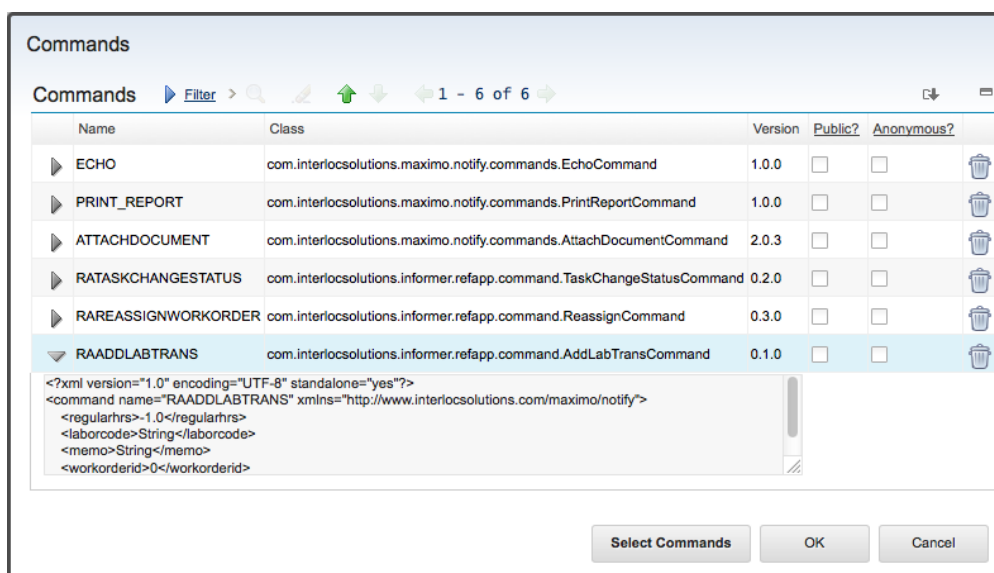 Commands
Commands Filter > 1 - 6 of 6
Name Class Version Public? Anonymous?
ECHO com.interlocsolutions.maximo.notify.commands.EchoCommand 1.0.0
PRINT_REPORT com.interlocsolutions.maximo.notify.commands.PrintReportCommand 1.0.0
ATTACHDOCUMENT com.interlocsolutions.maximo.notify.commands.AttachDocumentCommand 2.0.3
RATASKCHANGESTATUS com.interlocsolutions.informer.refapp.command.TaskChangeStatusCommand 0.2.0
RAREASSIGNWORKORDER com.interlocsolutions.informer.refapp.command.ReassignCommand 0.3.0
RAADDLABTRANS com.interlocsolutions.informer.refapp.command.AddLabTransCommand 0.1.0
<?xml version="1.0" encoding="UTF-8" standalone="yes"?>
<command name="RAADDLABTRANS" xmlns="http://www.interlocsolutions.com/maximo/notify">
<regularhrs>-1.0</regularhrs>
<laborcode>String</laborcode>
<memo>String</memo>
<workorderid>0</workorderid>
Select Commands OK Cancel